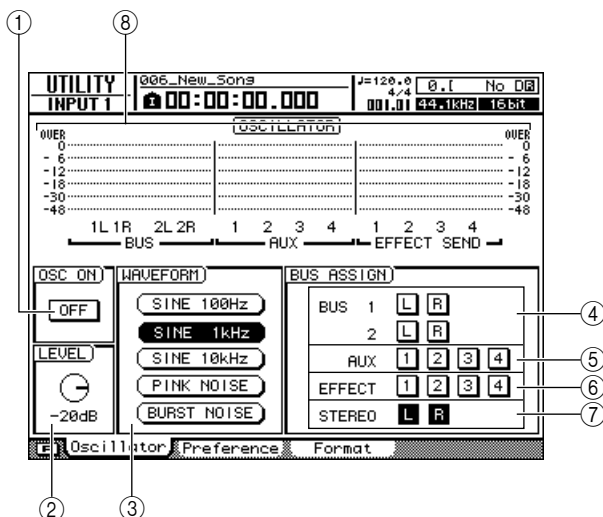 ① ⑧
UTILITY 006_New_Song ♩=120.0 0.[ No DR
4/4
INPUT 1 I 00:00:00.000 001.01 44.1kHz 16bit
OSCILLATOR
OVER OVER
0 0
- 6 - 6
-12 -12
-18 -18
-30 -30
-48 -48
1L 1R 2L 2R 1 2 3 4 1 2 3 4
BUS AUX EFFECT SEND
OSC ON WAVEFORM BUS ASSIGN
OFF SINE 100Hz BUS 1 L R ④
SINE 1kHz 2 L R
LEVEL SINE 10kHz AUX 1 2 3 4 ⑤
PINK NOISE EFFECT 1 2 3 4 ⑥
-20dB BURST NOISE STEREO L R ⑦
F Oscillator Preference Format
② ③